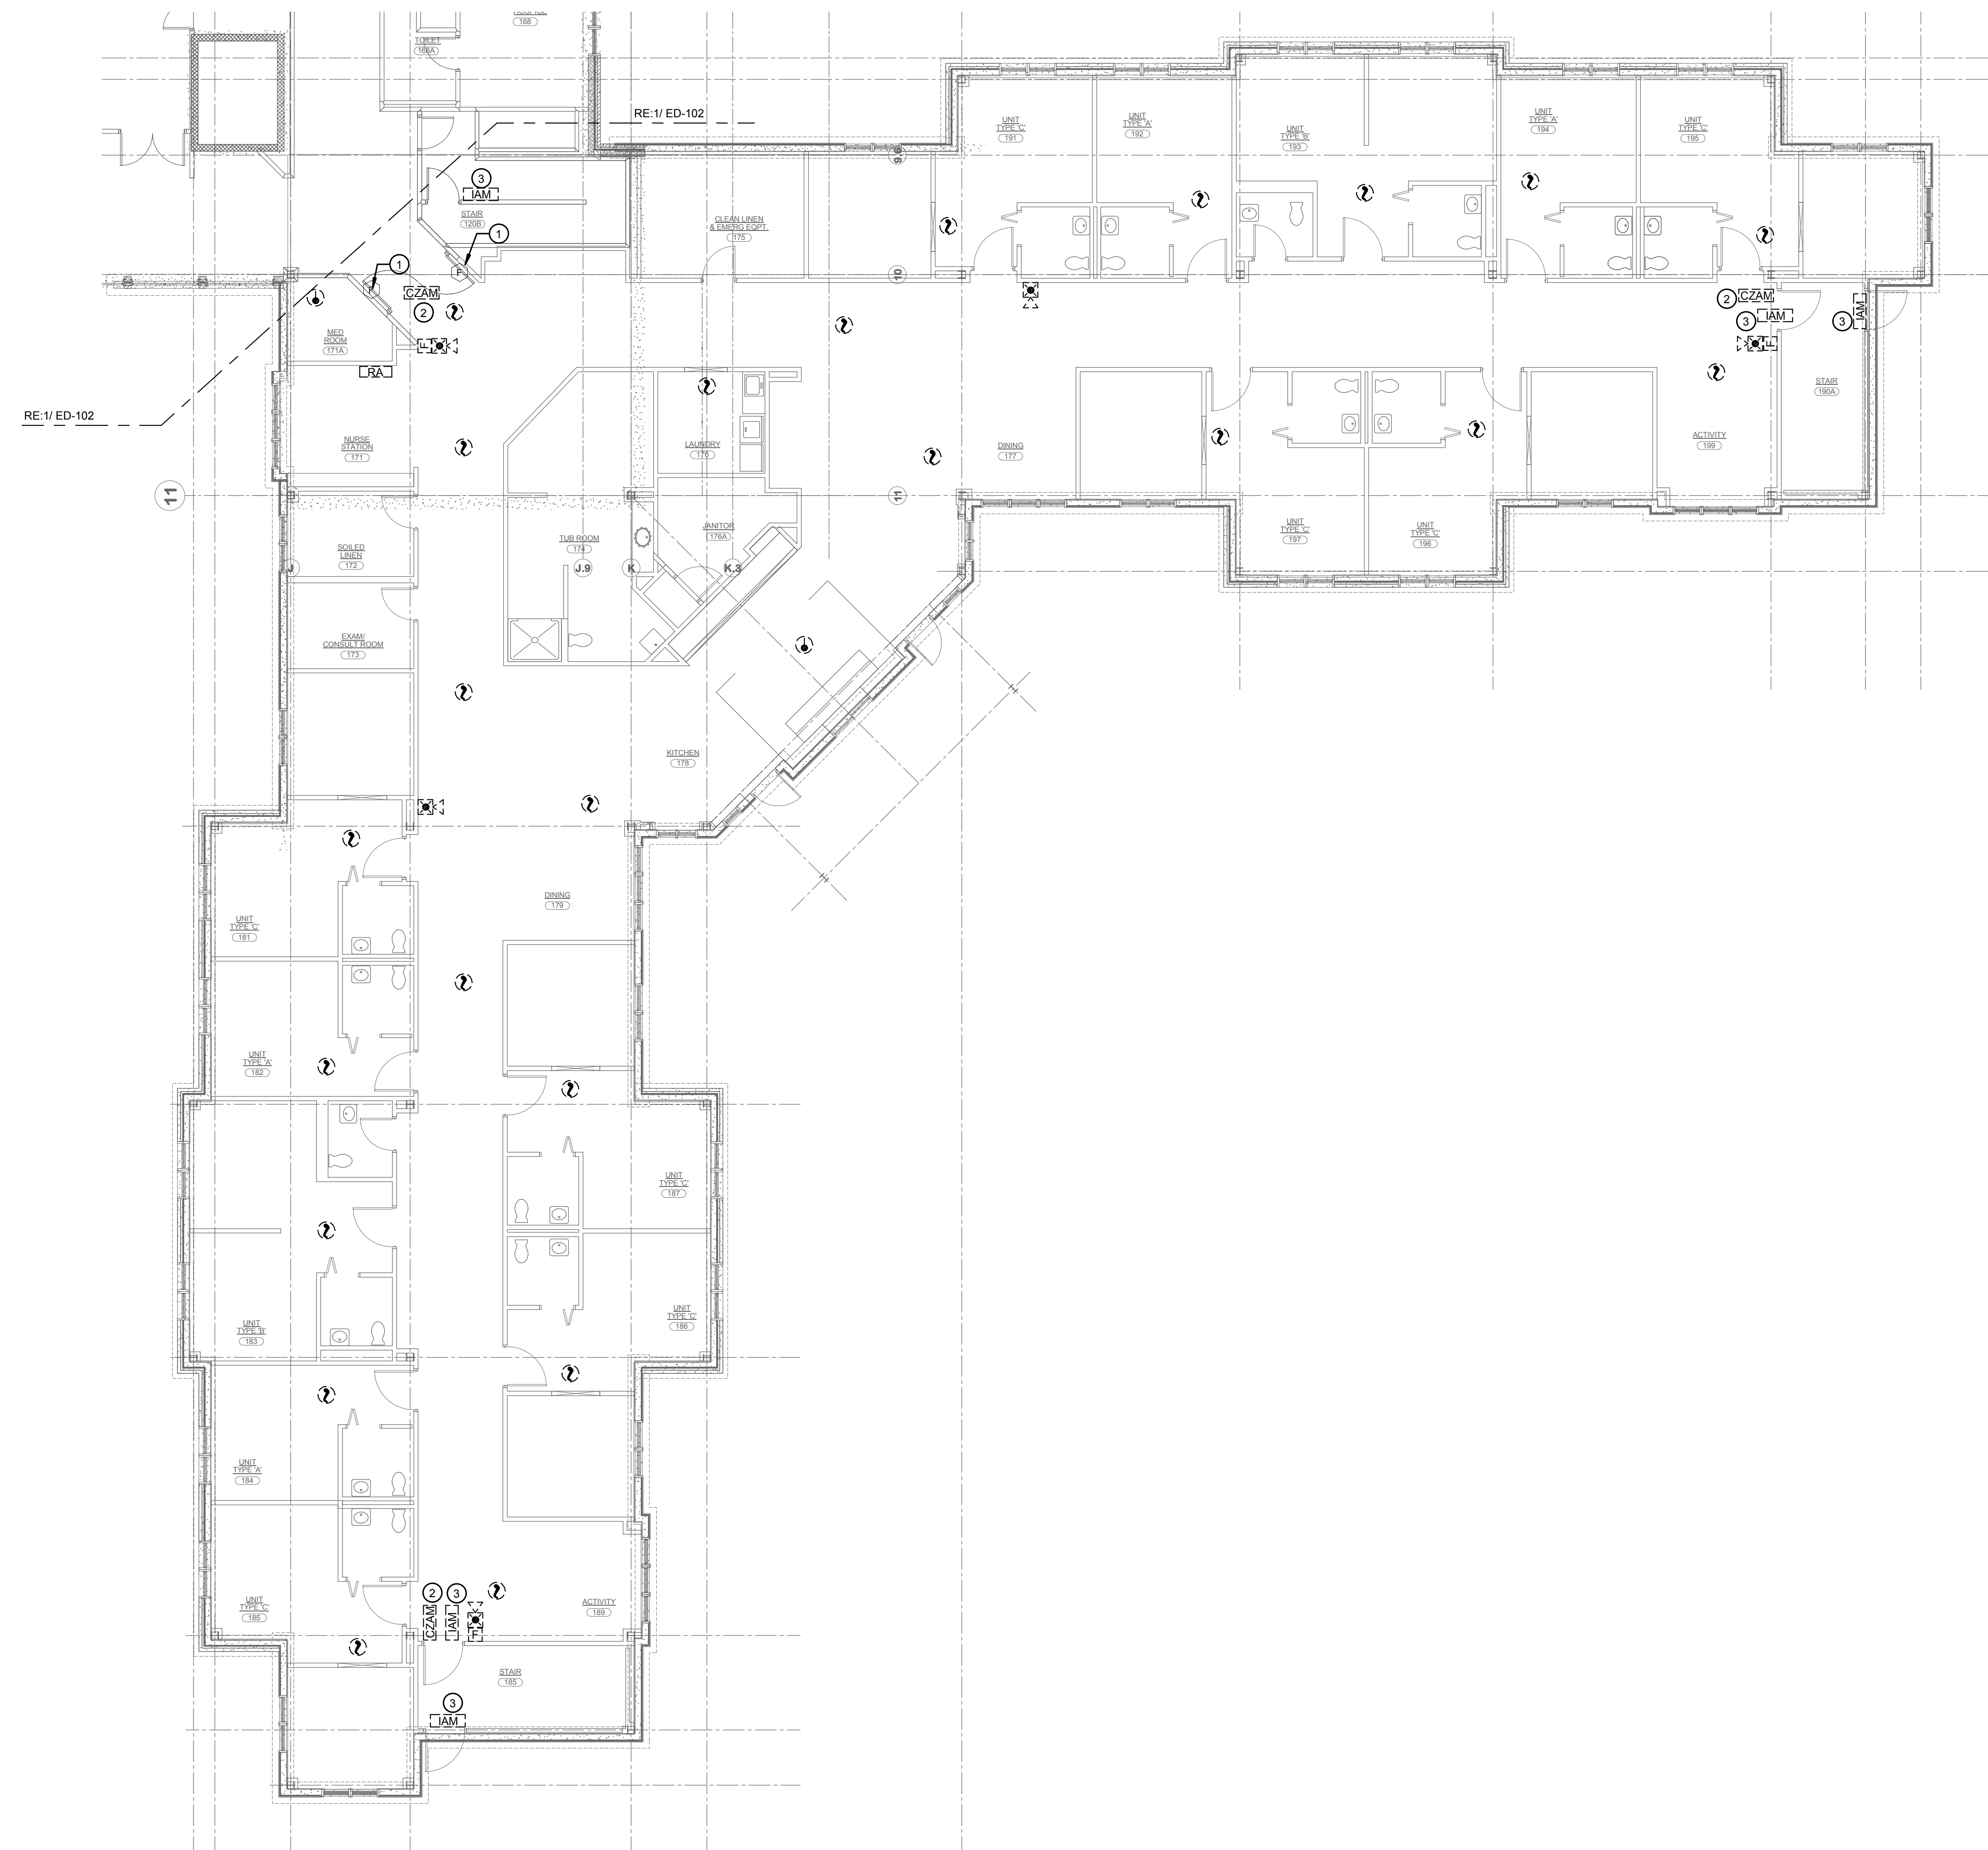 168
TOILET
168A
RE:1/ ED-102
UNIT
TYPE 'C'
191
UNIT
TYPE 'A'
192
UNIT
TYPE 'B'
193
UNIT
TYPE 'A'
194
UNIT
TYPE 'C'
195
9.6
3
IAM
STAIR
120B
1
CLEAN LINEN
& EMERG EQPT.
175
1
F
F
CZAM
2
10
2
CZAM
3
IAM
IAM
3
MED
ROOM
171A
F
F
RA
STAIR
190A
RE:1/ ED-102
NURSE
STATION
171
LAUNDRY
176
DINING
177
ACTIVITY
199
11
11
JANITOR
176A
UNIT
TYPE 'C'
197
UNIT
TYPE 'C'
196
SOILED
LINEN
172
TUB ROOM
174
J
J.9
K
K.3
EXAM/
CONSULT ROOM
173
KITCHEN
178
DINING
179
UNIT
TYPE 'C'
181
UNIT
TYPE 'A'
182
UNIT
TYPE 'C'
187
UNIT
TYPE 'B'
183
UNIT
TYPE 'C'
186
UNIT
TYPE 'A'
184
UNIT
TYPE 'C'
185
2
3
CZAM
IAM
F
ACTIVITY
189
STAIR
185
3
IAM